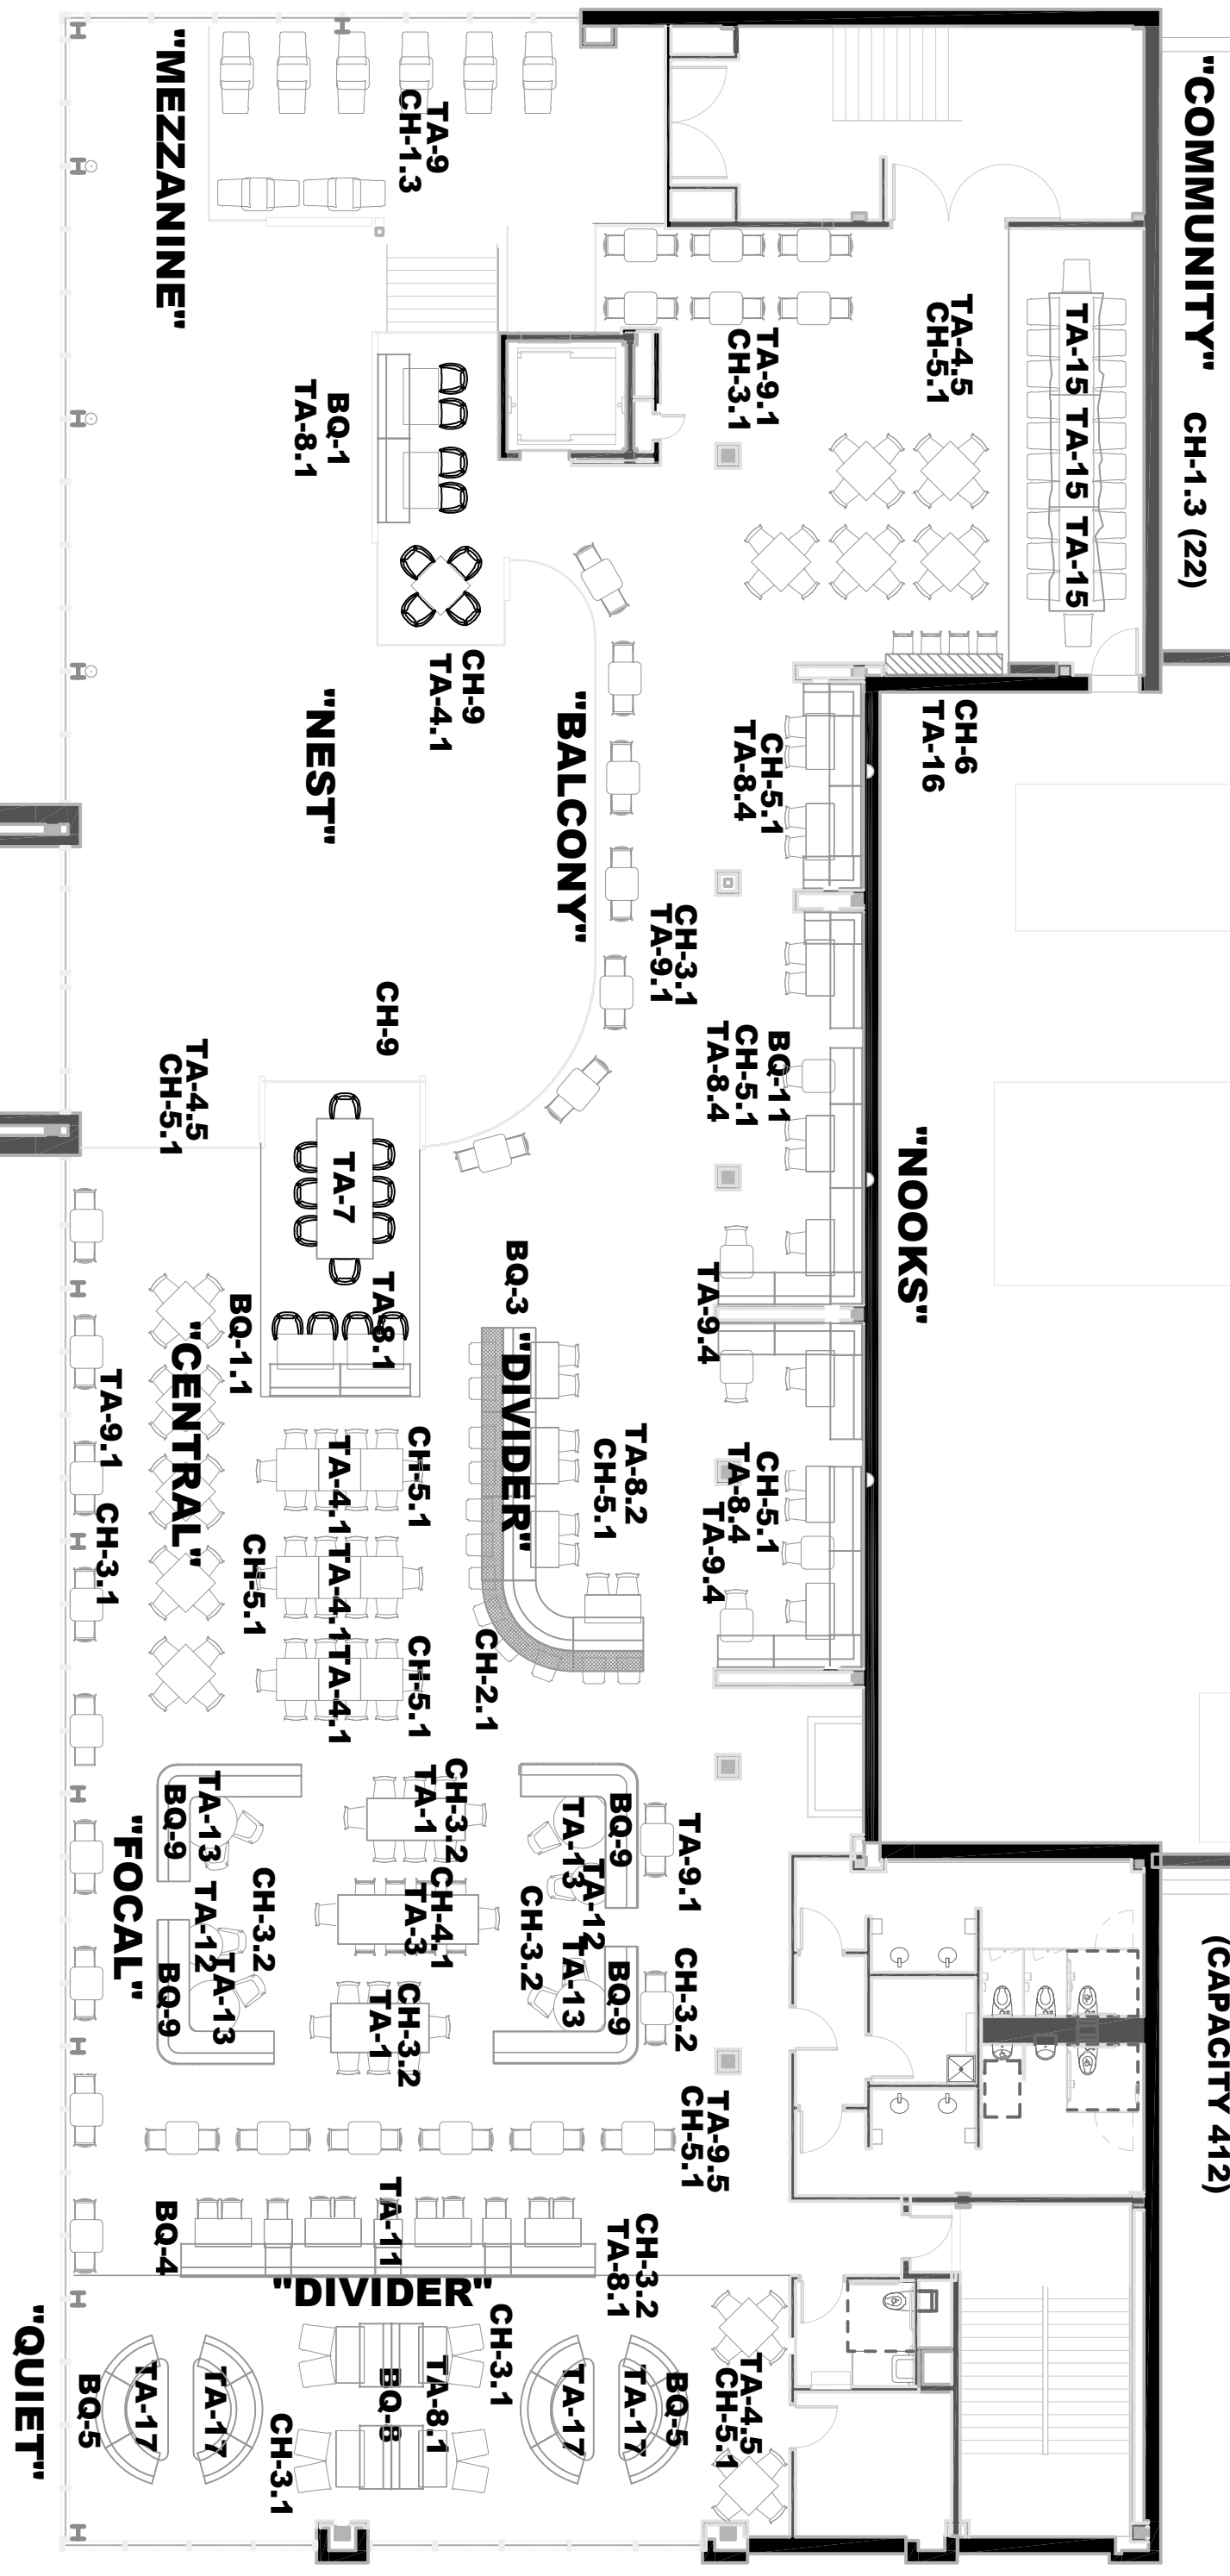 "COMMUNITY"
CH-1.3 (22)
"MEZZANINE"
TA-9
CH-1.3
TA-4.5
CH-5.1
TA-15
TA-15
TA-15
TA-9.1
CH-3.1
BQ-1
TA-8.1
CH-9
TA-4.1
"NEST"
"BALCONY"
CH-6
TA-16
CH-5.1
TA-8.4
CH-3.1
TA-9.1
CH-9
BQ-11
CH-5.1
TA-8.4
TA-4.5
CH-5.1
"NOOKS"
TA-7
TA-8.1
BQ-3
TA-9.4
BQ-1.1
"CENTRAL"
"DIVIDER"
TA-9.1
CH-3.1
CH-5.1
TA-4.1
TA-8.2
CH-5.1
CH-5.1
TA-8.4
TA-9.4
CH-5.1
TA-4.1
CH-5.1
TA-4.1
CH-2.1
TA-13
BQ-9
CH-3.2
TA-1
BQ-9
TA-13
TA-9.1
"FOCAL"
CH-3.2
TA-12
CH-4.1
TA-3
TA-12
CH-3.2
TA-13
BQ-9
CH-3.2
TA-1
TA-13
BQ-9
CH-3.2
(CAPACITY 412)
TA-9.5
CH-5.1
BQ-4
TA-11
CH-3.2
TA-8.1
"DIVIDER"
"QUIET"
BQ-5
TA-17
TA-17
CH-3.1
CH-3.1
TA-8.1
BQ-8
TA-17
TA-17
BQ-5
TA-4.5
CH-5.1